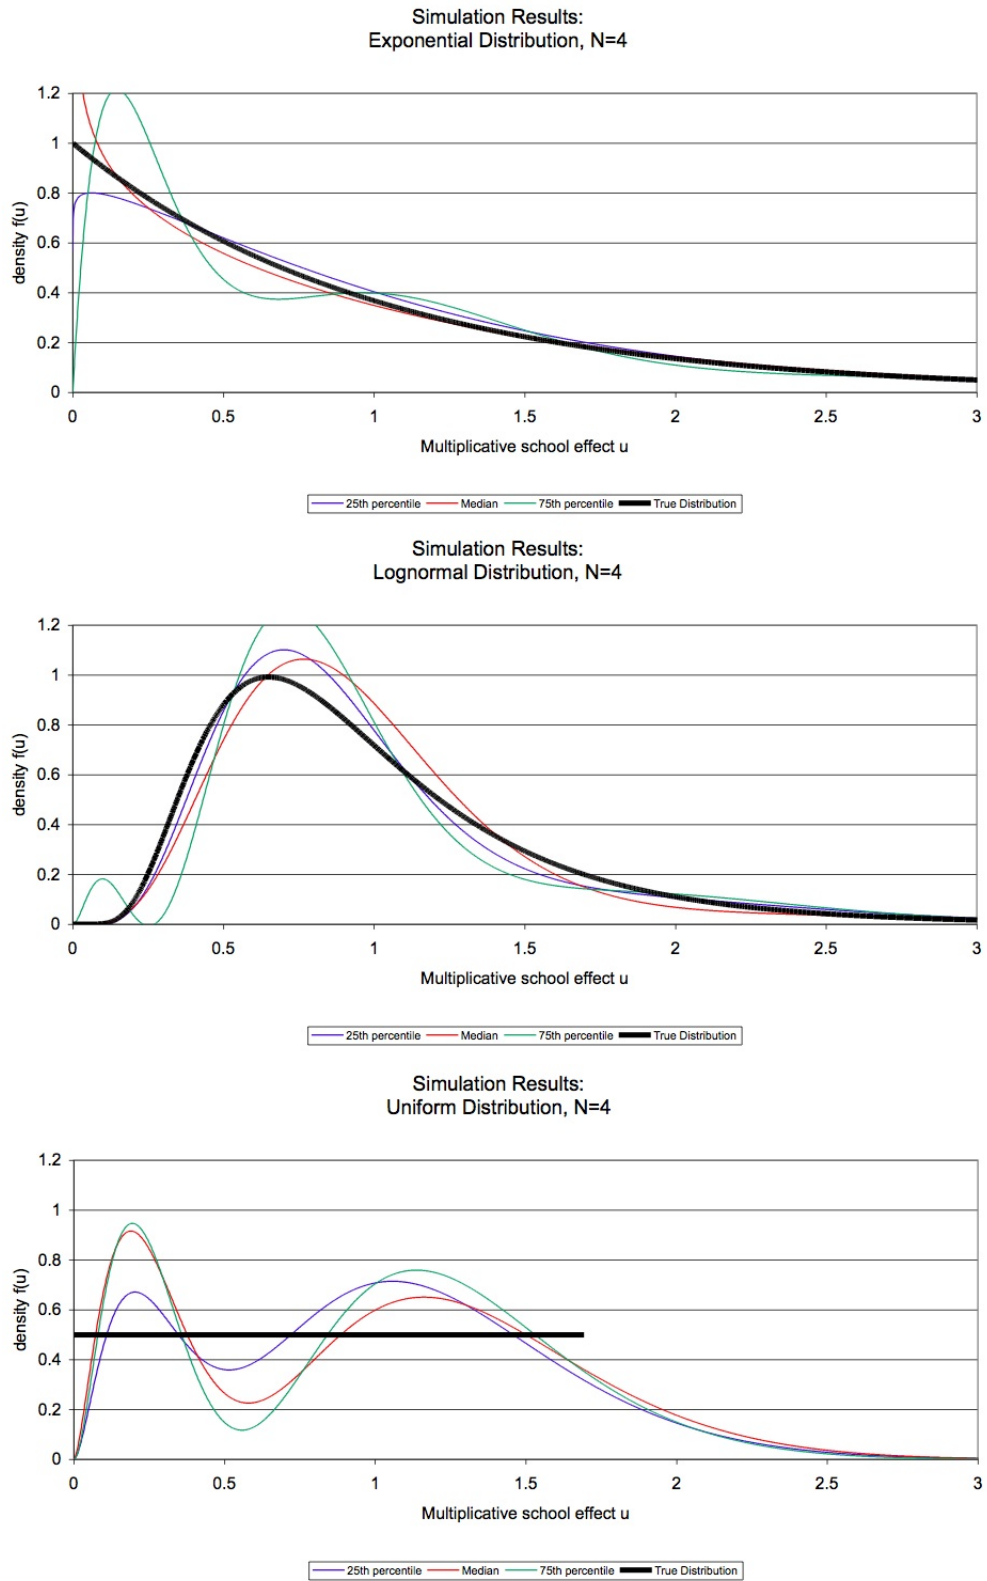 Simulation Results:
Exponential Distribution, N=4
1.2
1
0.8
0.6
0.4
0.2
0
density f(u)
0 0.5 1 1.5 2 2.5 3
Multiplicative school effect u
25th percentile Median 75th percentile True Distribution
Simulation Results:
Lognormal Distribution, N=4
1.2
1
0.8
0.6
0.4
0.2
0
density f(u)
0 0.5 1 1.5 2 2.5 3
Multiplicative school effect u
25th percentile Median 75th percentile True Distribution
Simulation Results:
Uniform Distribution, N=4
1.2
1
0.8
0.6
0.4
0.2
0
density f(u)
0 0.5 1 1.5 2 2.5 3
Multiplicative school effect u
25th percentile Median 75th percentile True Distribution